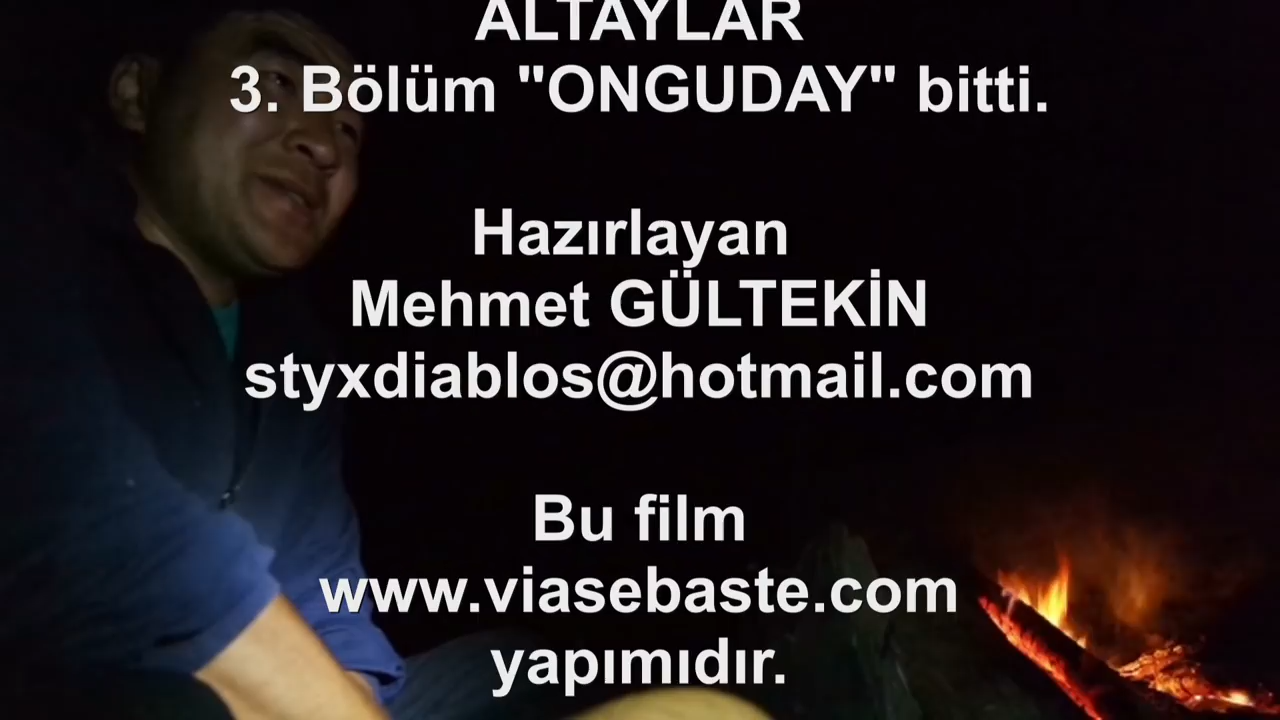 ALTAYLAR
3. Bölüm "ONGUDAY" bitti.
Hazırlayan
Mehmet GÜLTEKİN
styxdiablos@hotmail.com
Bu film
www.viasebaste.com
yapımıdır.